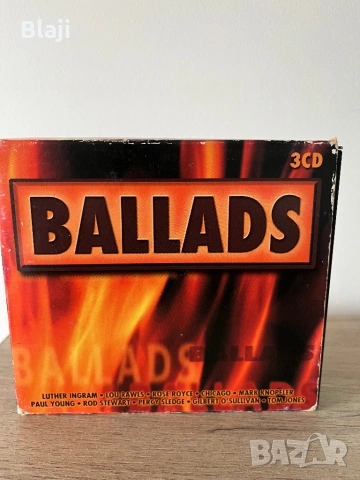 Blaji
3CD
BALLADS
BALLADS
BALLADS
LUTHER INGRAM • LOU RAWLS • ROSE ROYCE • CHICAGO • MARK KNOPFLER
PAUL YOUNG • ROD STEWART • PERCY SLEDGE • GILBERT O'SULLIVAN • TOM JONES
BAZAR